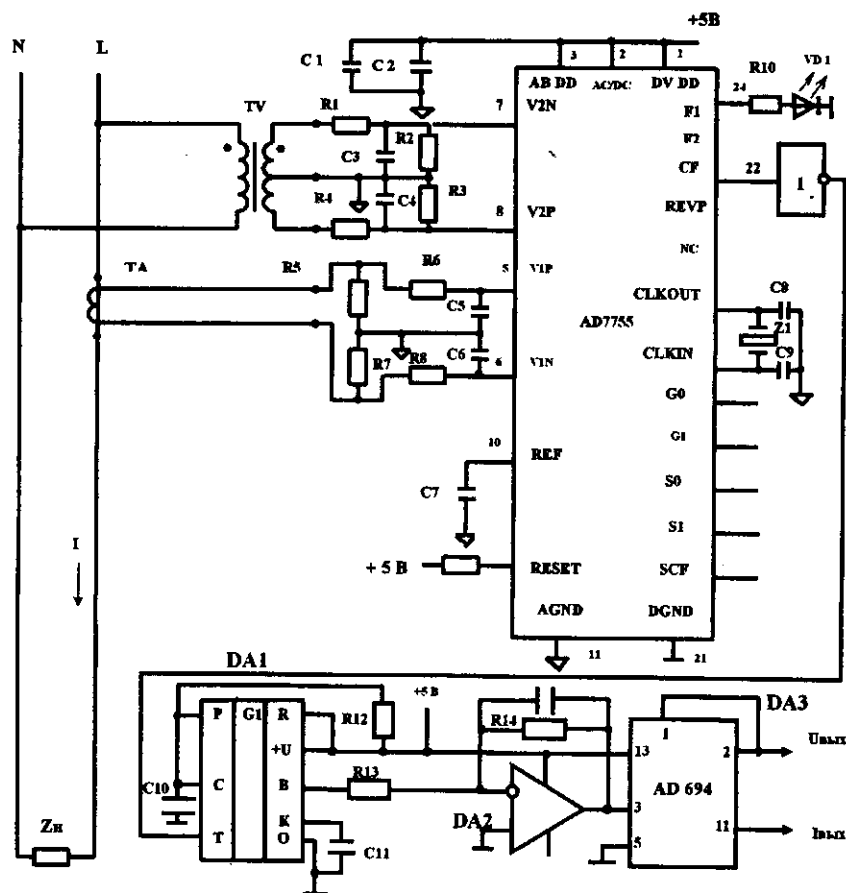 +5В
N
L
C 1
C 2
3
2
1
R10
VD 1
AB DD
AC/DC
DV DD
24
TV
R1
7
V2N
F1
R2
F2
C3
CF
22
1
R4
C4
R3
8
V2P
REVP
NC
TA
R5
R6
5
V1P
C8
CLKOUT
C5
AD7755
Z1
C6
CLKIN
C9
R7
R8
6
V1N
G0
10
REF
G1
C7
S0
I
S1
+ 5 В
RESET
SCF
AGND
DGND
11
21
DA1
+5 В
DA3
P
G1
R
R12
R14
1
Uвых
+U
13
2
R13
C10
C
B
AD 694
3
Zн
K
DA2
11
Iвых
T
O
C11
5